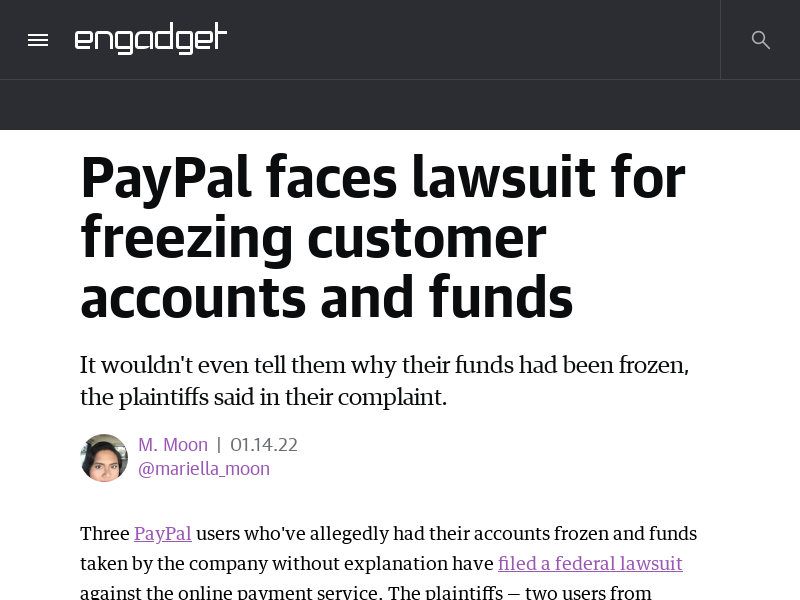 engadget
PayPal faces lawsuit for
freezing customer
accounts and funds
It wouldn't even tell them why their funds had been frozen,
the plaintiffs said in their complaint.
M. Moon | 01.14.22
@mariella_moon
Three PayPal users who've allegedly had their accounts frozen and funds
taken by the company without explanation have filed a federal lawsuit
against the online payment service. The plaintiffs — two users from